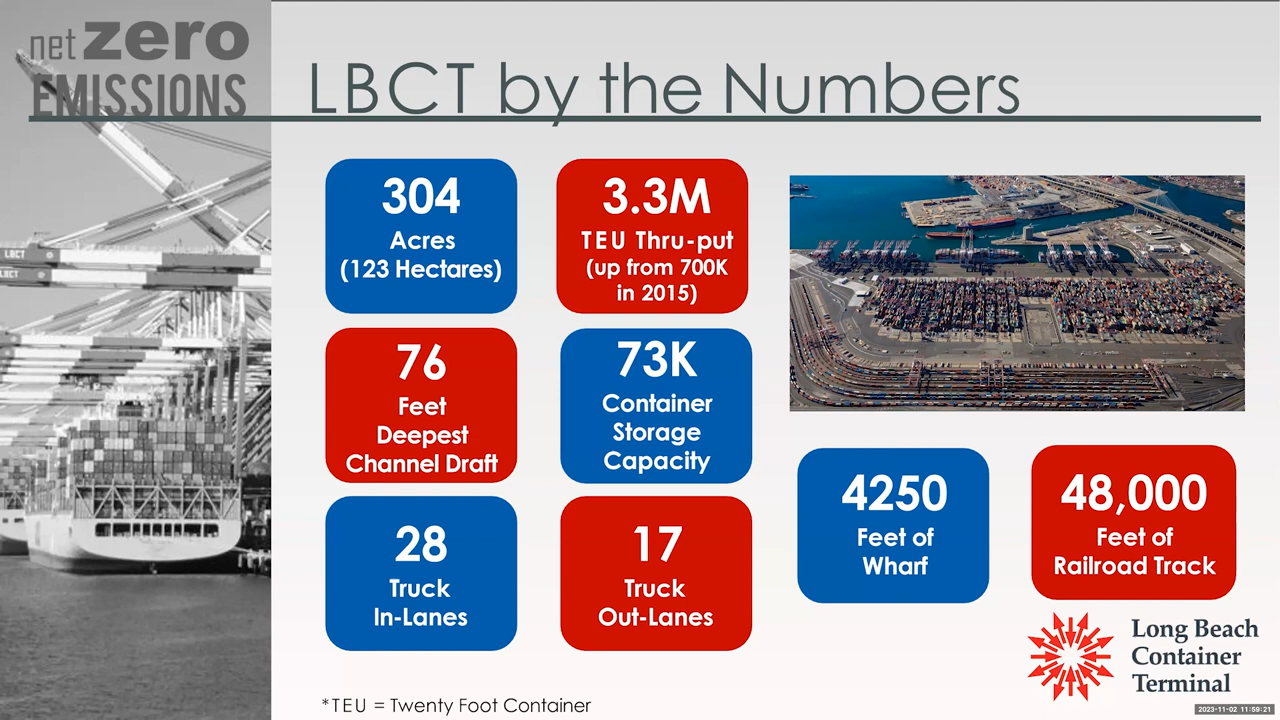 net zero
EMISSIONS
LBCT by the Numbers
304
Acres
(123 Hectares)
3.3M
TEU Thru-put
(up from 700K
in 2015)
76
Feet
Deepest
Channel Draft
73K
Container
Storage
Capacity
28
Truck
In-Lanes
17
Truck
Out-Lanes
4250
Feet of
Wharf
48,000
Feet of
Railroad Track
LBCT
LBCT
Long Beach
Container
Terminal
*TEU = Twenty Foot Container
2023-11-02 11:59:21